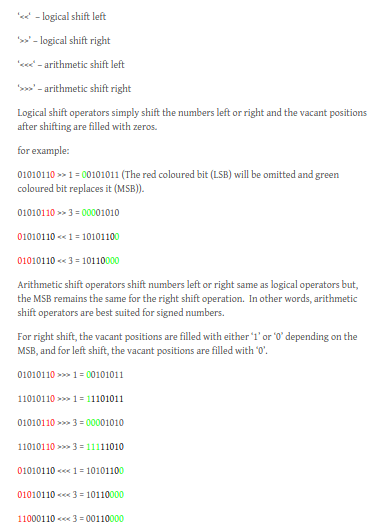 '<<' – logical shift left
'>>' – logical shift right
'<<<' – arithmetic shift left
'>>>' – arithmetic shift right
Logical shift operators simply shift the numbers left or right and the vacant positions
after shifting are filled with zeros.
for example:
01010110 >> 1 = 00101011 (The red coloured bit (LSB) will be omitted and green
coloured bit replaces it (MSB)).
01010110 >> 3 = 00001010
01010110 << 1 = 10101100
01010110 << 3 = 10110000
Arithmetic shift operators shift numbers left or right same as logical operators but,
the MSB remains the same for the right shift operation. In other words, arithmetic
shift operators are best suited for signed numbers.
For right shift, the vacant positions are filled with either '1' or '0' depending on the
MSB, and for left shift, the vacant positions are filled with '0'.
01010110 >>> 1 = 00101011
11010110 >>> 1 = 11101011
01010110 >>> 3 = 00001010
11010110 >>> 3 = 11111010
01010110 <<< 1 = 10101100
01010110 <<< 3 = 10110000
11000110 <<< 3 = 00110000